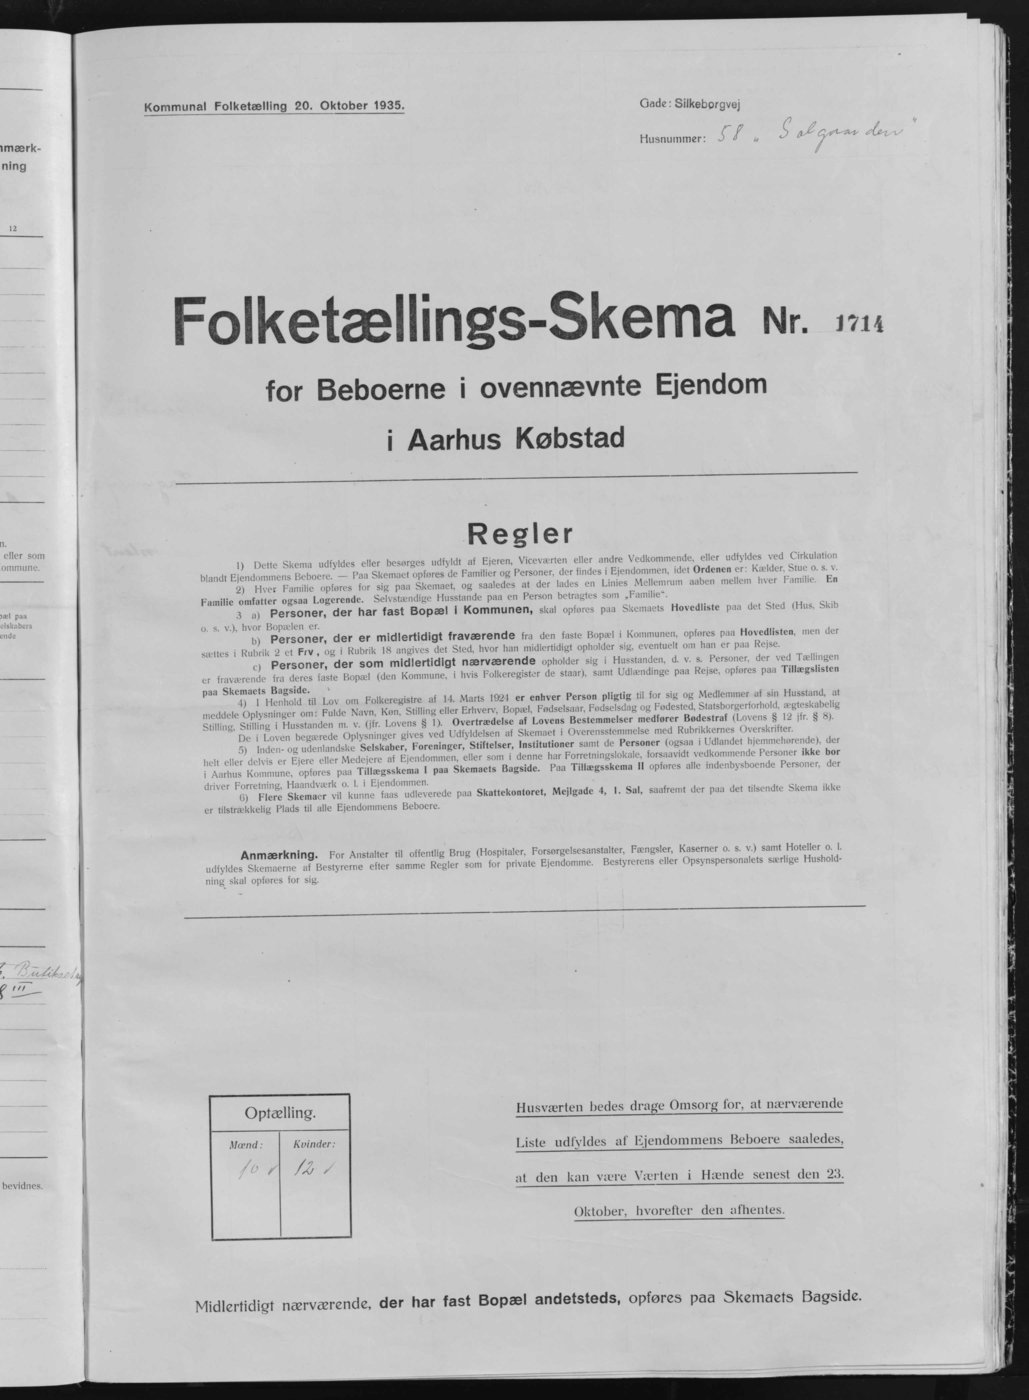 nmærk-
ning
12
n.
eller som
ommune.
pæl paa
elskabers
ende
Butiksetag
8 III
bevidnes.
Kommunal Folketælling 20. Oktober 1935.
Gade: Silkeborgvej
Husnummer: 58 „Solgaarden"
Folketællings-Skema Nr. 1714
for Beboerne i ovennævnte Ejendom
i Aarhus Købstad
Regler
1) Dette Skema udfyldes eller besørges udfyldt af Ejeren, Viceværten eller andre Vedkommende, eller udfyldes ved Cirkulation
blandt Ejendommens Beboere. — Paa Skemaet opføres de Familier og Personer, der findes i Ejendommen, idet Ordenen er: Kælder, Stue o. s. v.
2) Hver Familie opføres for sig paa Skemaet, og saaledes at der lades en Linies Mellemrum aaben mellem hver Familie. En
Familie omfatter ogsaa Logerende. Selvstændige Husstande paa en Person betragtes som „Familie".
3 a) Personer, der har fast Bopæl i Kommunen, skal opføres paa Skemaets Hovedliste paa det Sted (Hus, Skib
o. s. v.), hvor Bopælen er.
b) Personer, der er midlertidigt fraværende fra den faste Bopæl i Kommunen, opføres paa Hovedlisten, men der
sættes i Rubrik 2 et Frv, og i Rubrik 18 angives det Sted, hvor han midlertidigt opholder sig, eventuelt om han er paa Rejse.
c) Personer, der som midlertidigt nærværende opholder sig i Husstanden, d. v. s. Personer, der ved Tællingen
er fraværende fra deres faste Bopæl (den Kommune, i hvis Folkeregister de staar), samt Udlændinge paa Rejse, opføres paa Tillægslisten
paa Skemaets Bagside.
4) I Henhold til Lov om Folkeregistre af 14. Marts 1924 er enhver Person pligtig til for sig og Medlemmer af sin Husstand, at
meddele Oplysninger om: Fulde Navn, Køn, Stilling eller Erhverv, Bopæl, Fødselsaar, Fødselsdag og Fødested, Statsborgerforhold, ægteskabelig
Stilling, Stilling i Husstanden m. v. (jfr. Lovens § 1). Overtrædelse af Lovens Bestemmelser medfører Bødestraf (Lovens § 12 jfr. § 8).
De i Loven begærede Oplysninger gives ved Udfyldelsen af Skemaet i Overensstemmelse med Rubrikkernes Overskrifter.
5) Inden- og udenlandske Selskaber, Foreninger, Stiftelser, Institutioner samt de Personer (ogsaa i Udlandet hjemmehørende), der
helt eller delvis er Ejere eller Medejere af Ejendommen, eller som i denne har Forretningslokale, forsaavidt vedkommende Personer ikke bor
i Aarhus Kommune, opføres paa Tillægsskema I paa Skemaets Bagside. Paa Tillægsskema II opføres alle indenbysboende Personer, der
driver Forretning, Haandværk o. l. i Ejendommen.
6) Flere Skemaer vil kunne faas udleverede paa Skattekontoret, Mejlgade 4, 1. Sal, saafremt der paa det tilsendte Skema ikke
er tilstrækkelig Plads til alle Ejendommens Beboere.
Anmærkning. For Anstalter til offentlig Brug (Hospitaler, Forsørgelsesanstalter, Fængsler, Kaserner o. s. v.) samt Hoteller o. l.
udfyldes Skemaerne af Bestyrerne efter samme Regler som for private Ejendomme. Bestyrerens eller Opsynspersonalets særlige Hushold-
ning skal opføres for sig.
Optælling.
Mænd: Kvinder:
10 ✓ 12 ✓
Husværten bedes drage Omsorg for, at nærværende
Liste udfyldes af Ejendommens Beboere saaledes,
at den kan være Værten i Hænde senest den 23.
Oktober, hvorefter den afhentes.
Midlertidigt nærværende, der har fast Bopæl andetsteds, opføres paa Skemaets Bagside.